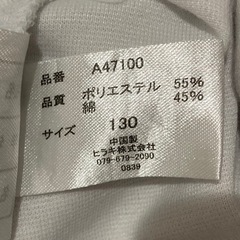 品番 A47100
品質 ポリエステル 55%
綿 45%
サイズ 130
中国製
ヒラキ株式会社
079-679-2090
0839